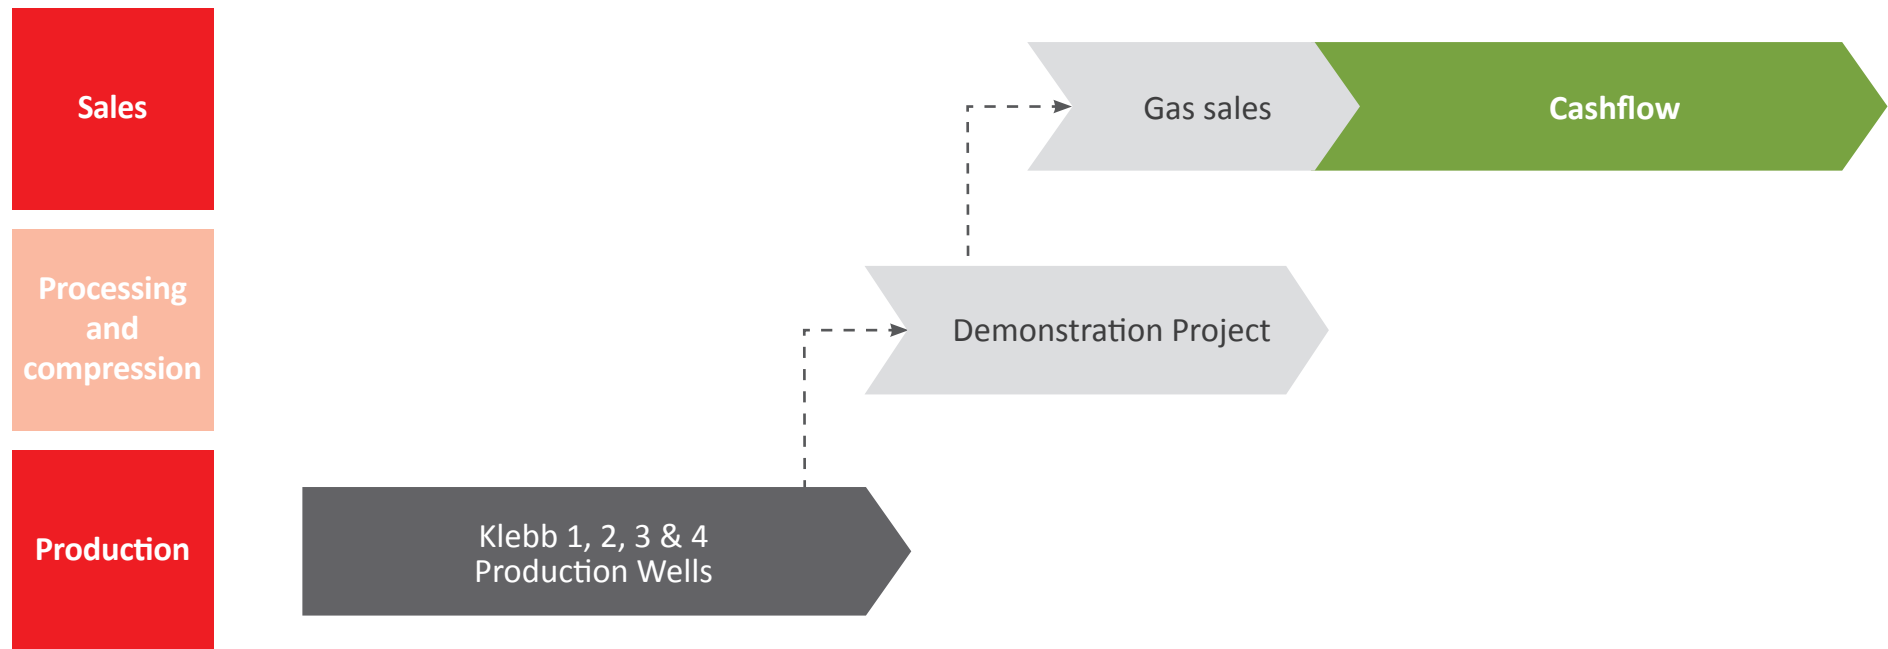 Sales
Gas sales
Cashflow
Processing
and
compression
Demonstration Project
Production
Klebb 1, 2, 3 & 4
Production Wells